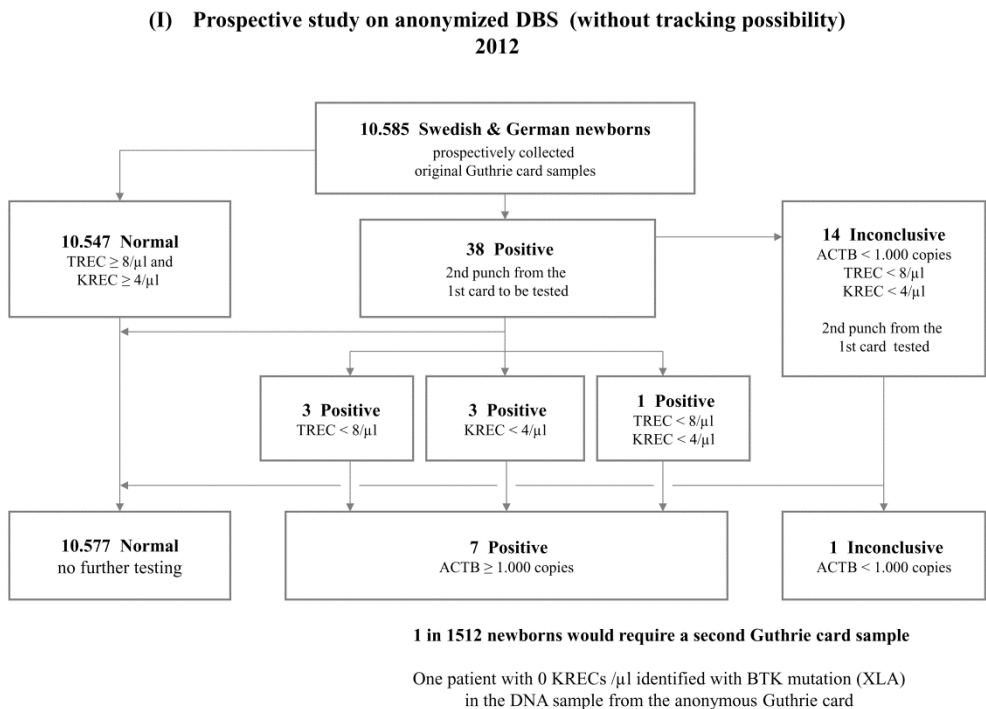 (I) Prospective study on anonymized DBS (without tracking possibility)
2012
10.585 Swedish & German newborns
prospectively collected
original Guthrie card samples
10.547 Normal
TREC ≥ 8/µl and
KREC ≥ 4/µl
38 Positive
2nd punch from the
1st card to be tested
14 Inconclusive
ACTB < 1.000 copies
TREC < 8/µl
KREC < 4/µl
2nd punch from the
1st card tested
3 Positive
TREC < 8/µl
3 Positive
KREC < 4/µl
1 Positive
TREC < 8/µl
KREC < 4/µl
10.577 Normal
no further testing
7 Positive
ACTB ≥ 1.000 copies
1 Inconclusive
ACTB < 1.000 copies
1 in 1512 newborns would require a second Guthrie card sample
One patient with 0 KRECs /µl identified with BTK mutation (XLA)
in the DNA sample from the anonymous Guthrie card